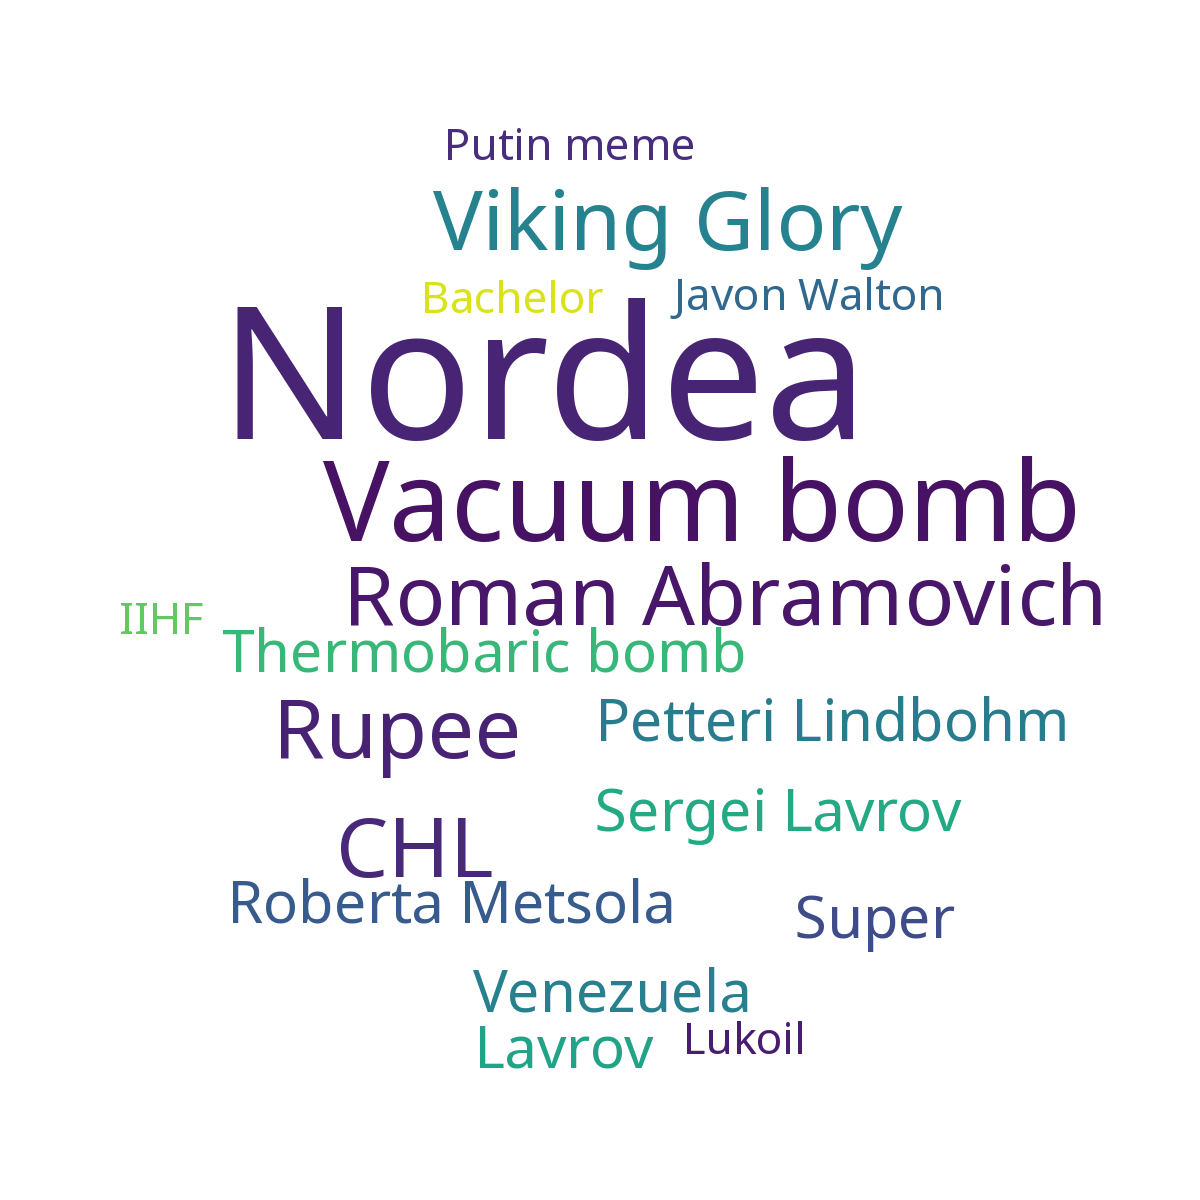 Putin meme
Viking Glory
Bachelor
Javon Walton
Nordea
Vacuum bomb
Roman Abramovich
IIHF
Thermobaric bomb
Rupee
Petteri Lindbohm
Sergei Lavrov
CHL
Roberta Metsola
Super
Venezuela
Lavrov
Lukoil